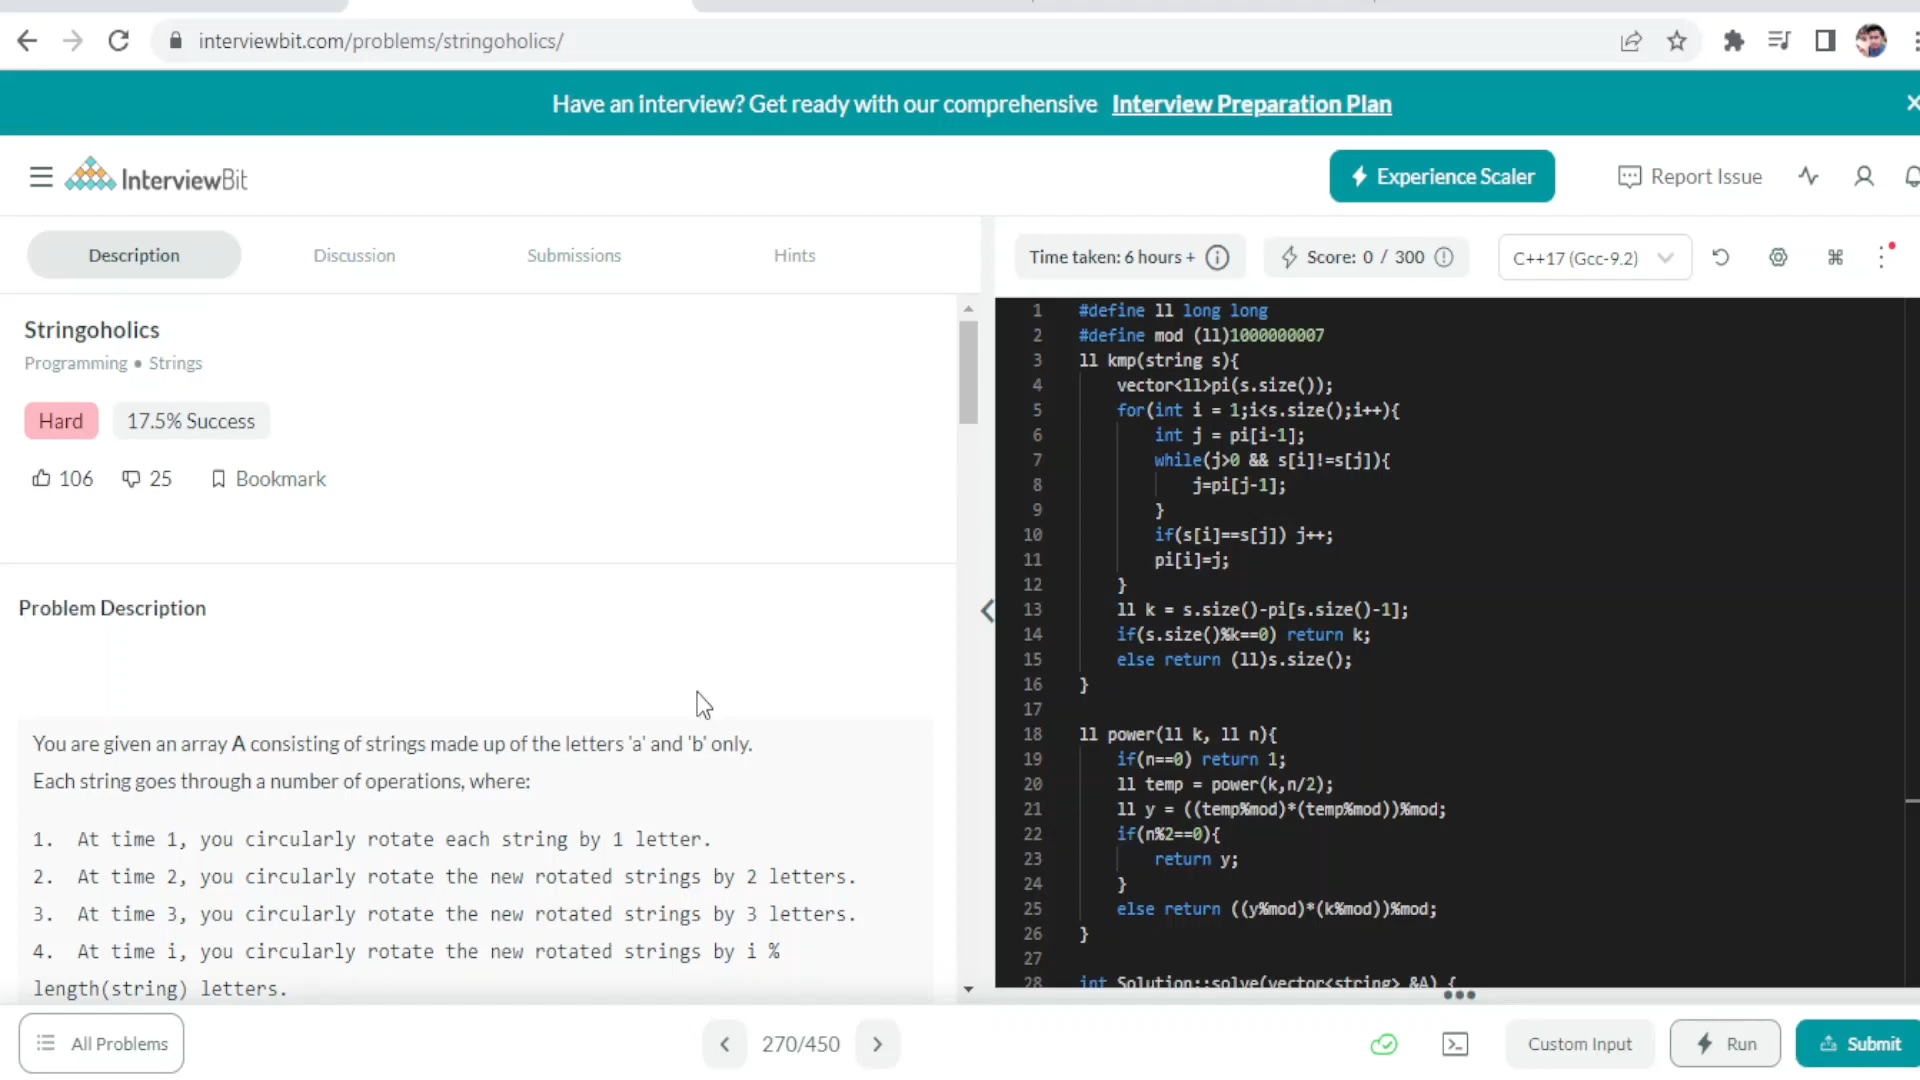 interviewbit.com/problems/stringoholics/
Have an interview? Get ready with our comprehensive Interview Preparation Plan
InterviewBit
Experience Scaler
Report Issue
Description
Discussion
Submissions
Hints
Time taken: 6 hours +
Score: 0 / 300
C++17 (Gcc-9.2)
Stringoholics
Programming • Strings
Hard
17.5% Success
106
25
Bookmark
Problem Description
You are given an array A consisting of strings made up of the letters 'a' and 'b' only.
Each string goes through a number of operations, where:
1. At time 1, you circularly rotate each string by 1 letter.
2. At time 2, you circularly rotate the new rotated strings by 2 letters.
3. At time 3, you circularly rotate the new rotated strings by 3 letters.
4. At time i, you circularly rotate the new rotated strings by i %
length(string) letters.
1 #define ll long long
2 #define mod (ll)1000000007
3 ll kmp(string s){
4 vector<ll>pi(s.size());
5 for(int i = 1;i<s.size();i++){
6 int j = pi[i-1];
7 while(j>0 && s[i]!=s[j]){
8 j=pi[j-1];
9 }
10 if(s[i]==s[j]) j++;
11 pi[i]=j;
12 }
13 ll k = s.size()-pi[s.size()-1];
14 if(s.size()%k==0) return k;
15 else return (ll)s.size();
16 }
17
18 ll power(ll k, ll n){
19 if(n==0) return 1;
20 ll temp = power(k,n/2);
21 ll y = ((temp%mod)*(temp%mod))%mod;
22 if(n%2==0){
23 return y;
24 }
25 else return ((y%mod)*(k%mod))%mod;
26 }
27
28 int Solution::solve(vector<string> &A) {
All Problems
270/450
Custom Input
Run
Submit